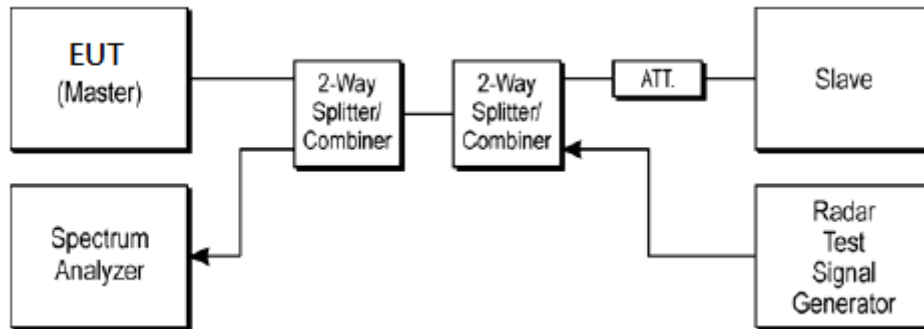 EUT
(Master)
2-Way
Splitter/
Combiner
2-Way
Splitter/
Combiner
ATT.
Slave
Spectrum
Analyzer
Radar
Test
Signal
Generator